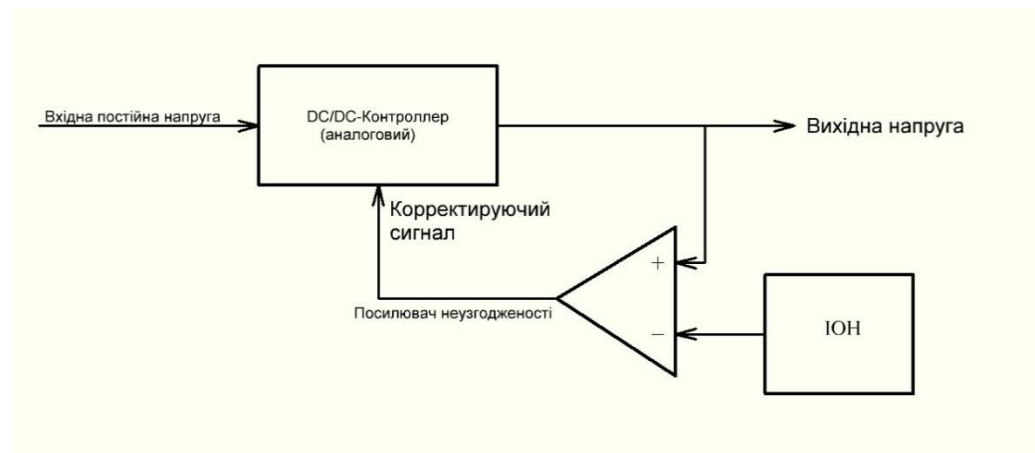 Вхідна постійна напруга
DC/DC-Контроллер
(аналоговий)
Вихідна напруга
Корректируючий
сигнал
+
Посилювач неузгодженості
−
ІОН